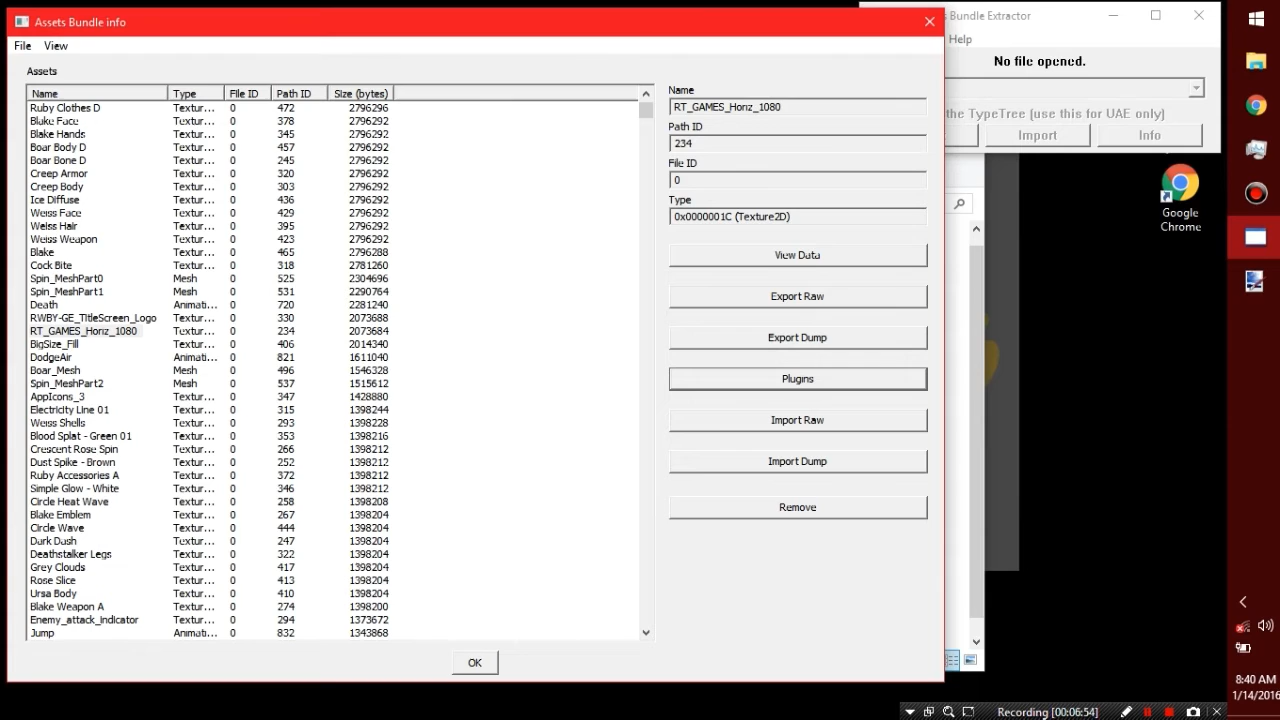 Assets Bundle info
File View
Assets
Name Type File ID Path ID Size (bytes)
Ruby Clothes D Textur... 0 472 2796296
Blake Face Textur... 0 378 2796292
Blake Hands Textur... 0 345 2796292
Boar Body D Textur... 0 457 2796292
Boar Bone D Textur... 0 245 2796292
Creep Armor Textur... 0 320 2796292
Creep Body Textur... 0 303 2796292
Ice Diffuse Textur... 0 436 2796292
Weiss Face Textur... 0 429 2796292
Weiss Hair Textur... 0 395 2796292
Weiss Weapon Textur... 0 423 2796292
Blake Textur... 0 465 2796288
Cock Bite Textur... 0 318 2781260
Spin_MeshPart0 Mesh 0 525 2304696
Spin_MeshPart1 Mesh 0 531 2290764
Death Animati... 0 720 2281240
RWBY-GE_TitleScreen_Logo Textur... 0 330 2073688
RT_GAMES_Horiz_1080 Textur... 0 234 2073684
BigSize_Fill Textur... 0 406 2014340
DodgeAir Animati... 0 821 1611040
Boar_Mesh Mesh 0 496 1546328
Spin_MeshPart2 Mesh 0 537 1515612
AppIcons_3 Textur... 0 347 1428880
Electricity Line 01 Textur... 0 315 1398244
Weiss Shells Textur... 0 293 1398228
Blood Splat - Green 01 Textur... 0 353 1398216
Crescent Rose Spin Textur... 0 266 1398212
Dust Spike - Brown Textur... 0 252 1398212
Ruby Accessories A Textur... 0 372 1398212
Simple Glow - White Textur... 0 346 1398212
Circle Heat Wave Textur... 0 258 1398208
Blake Emblem Textur... 0 267 1398204
Circle Wave Textur... 0 444 1398204
Dark Dash Textur... 0 247 1398204
Deathstalker Legs Textur... 0 322 1398204
Grey Clouds Textur... 0 417 1398204
Rose Slice Textur... 0 413 1398204
Ursa Body Textur... 0 410 1398204
Blake Weapon A Textur... 0 274 1398200
Enemy_attack_indicator Textur... 0 294 1373672
Jump Animati... 0 832 1343868
OK
Name
RT_GAMES_Horiz_1080
Path ID
234
File ID
0
Type
0x0000001C (Texture2D)
View Data
Export Raw
Export Dump
Plugins
Import Raw
Import Dump
Remove
Bundle Extractor
Help
No file opened.
the TypeTree (use this for UAE only)
Import Info
Google
Chrome
8:40 AM
1/14/2016
Recording [00:06:54]